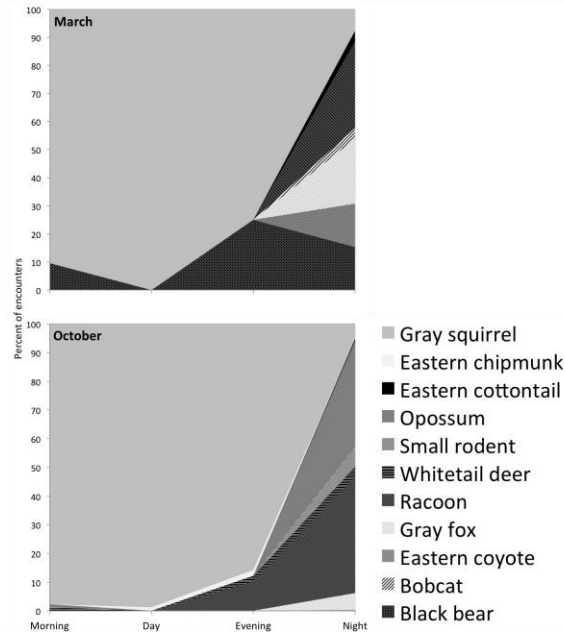 March
100
90
80
70
60
50
40
30
20
10
0
Percent of encounters
October
100
90
80
70
60
50
40
30
20
10
0
Morning Day Evening Night
Gray squirrel
Eastern chipmunk
Eastern cottontail
Opossum
Small rodent
Whitetail deer
Racoon
Gray fox
Eastern coyote
Bobcat
Black bear